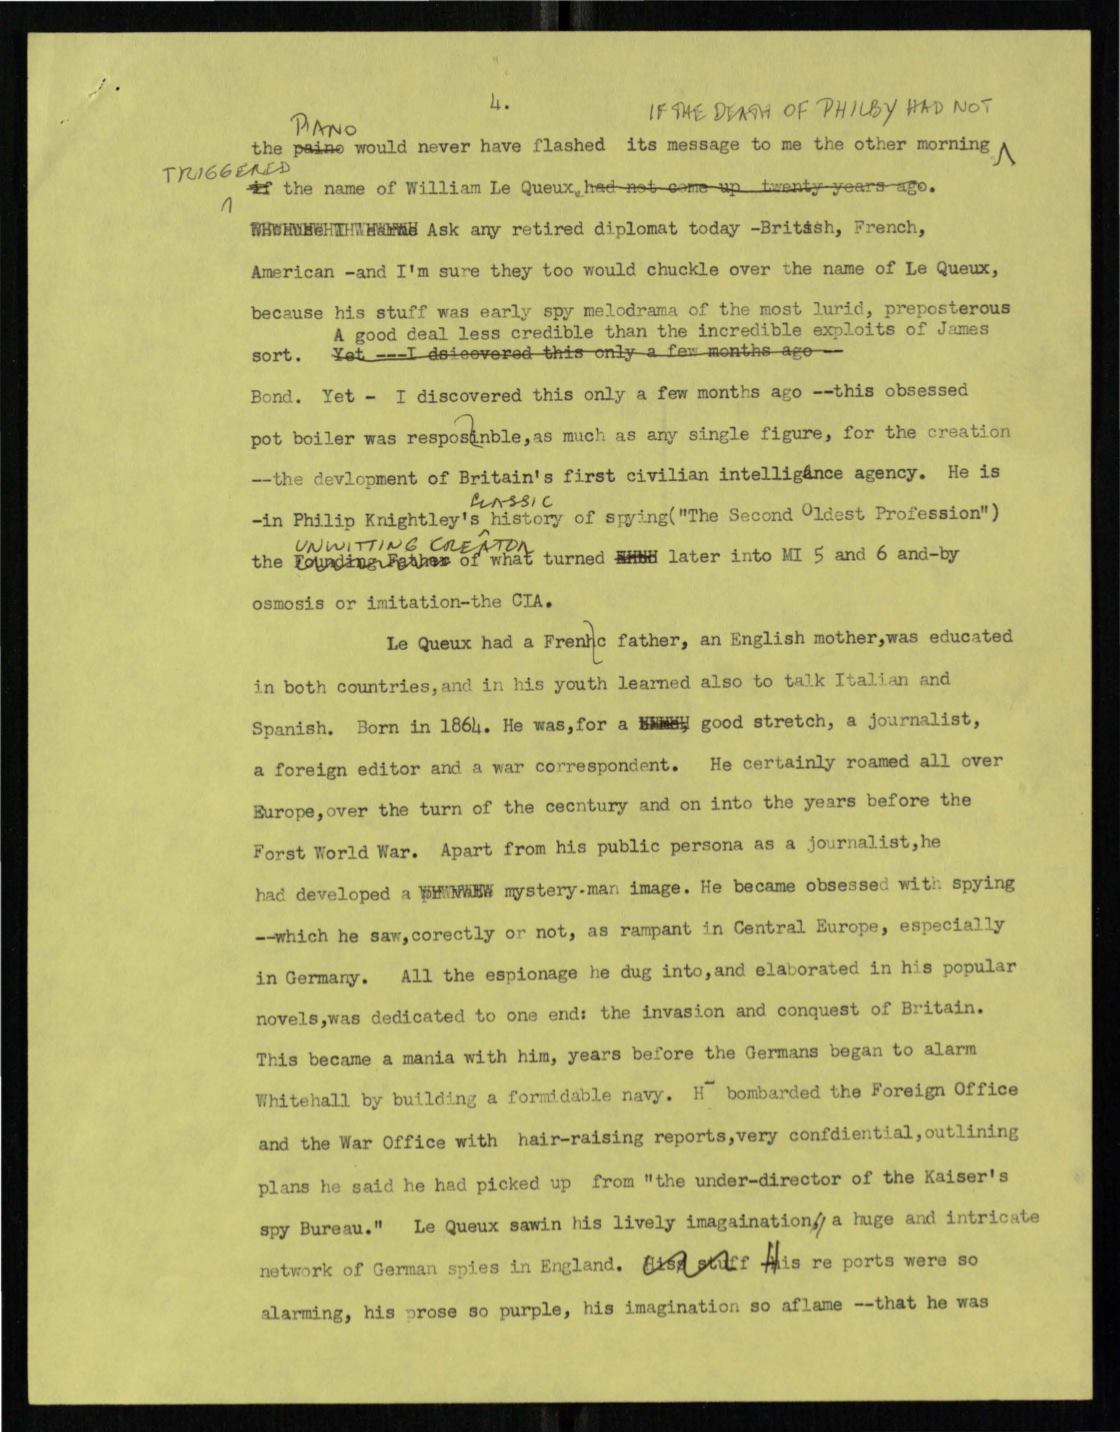 4.
IF THE DEATH OF PHILBY HAD NOT
PIANO
the paino would never have flashed its message to me the other morning
TRIGGERED
if the name of William Le Queux, had not come up twenty years ago.
Ask any retired diplomat today -British, French,
American -and I'm sure they too would chuckle over the name of Le Queux,
because his stuff was early spy melodrama of the most lurid, preposterous
A good deal less credible than the incredible exploits of James
sort. Yet ---I dsicovered this only a few months ago --
Bond. Yet - I discovered this only a few months ago --this obsessed
pot boiler was resposinble,as much as any single figure, for the creation
--the devlopment of Britain's first civilian intelligence agency. He is
CLASSIC
-in Philip Knightley's history of spying("The Second Oldest Profession")
UNWITTING CREATOR
the Founding Father of what turned later into MI 5 and 6 and-by
osmosis or imitation-the CIA.
Le Queux had a Frenhc father, an English mother,was educated
in both countries,and in his youth learned also to talk Italian and
Spanish. Born in 1864. He was,for a good stretch, a journalist,
a foreign editor and a war correspondent. He certainly roamed all over
Europe,over the turn of the cecntury and on into the years before the
Forst World War. Apart from his public persona as a journalist,he
had developed a mystery-man image. He became obsessed with spying
--which he saw,corectly or not, as rampant in Central Europe, especially
in Germany. All the espionage he dug into,and elaborated in his popular
novels,was dedicated to one end: the invasion and conquest of Britain.
This became a mania with him, years before the Germans began to alarm
Whitehall by building a formidable navy. H bombarded the Foreign Office
and the War Office with hair-raising reports,very confdiential,outlining
plans he said he had picked up from "the under-director of the Kaiser's
spy Bureau." Le Queux sawin his lively imagaination a huge and intricate
network of German spies in England. His stuff His re ports were so
alarming, his prose so purple, his imagination so aflame --that he was